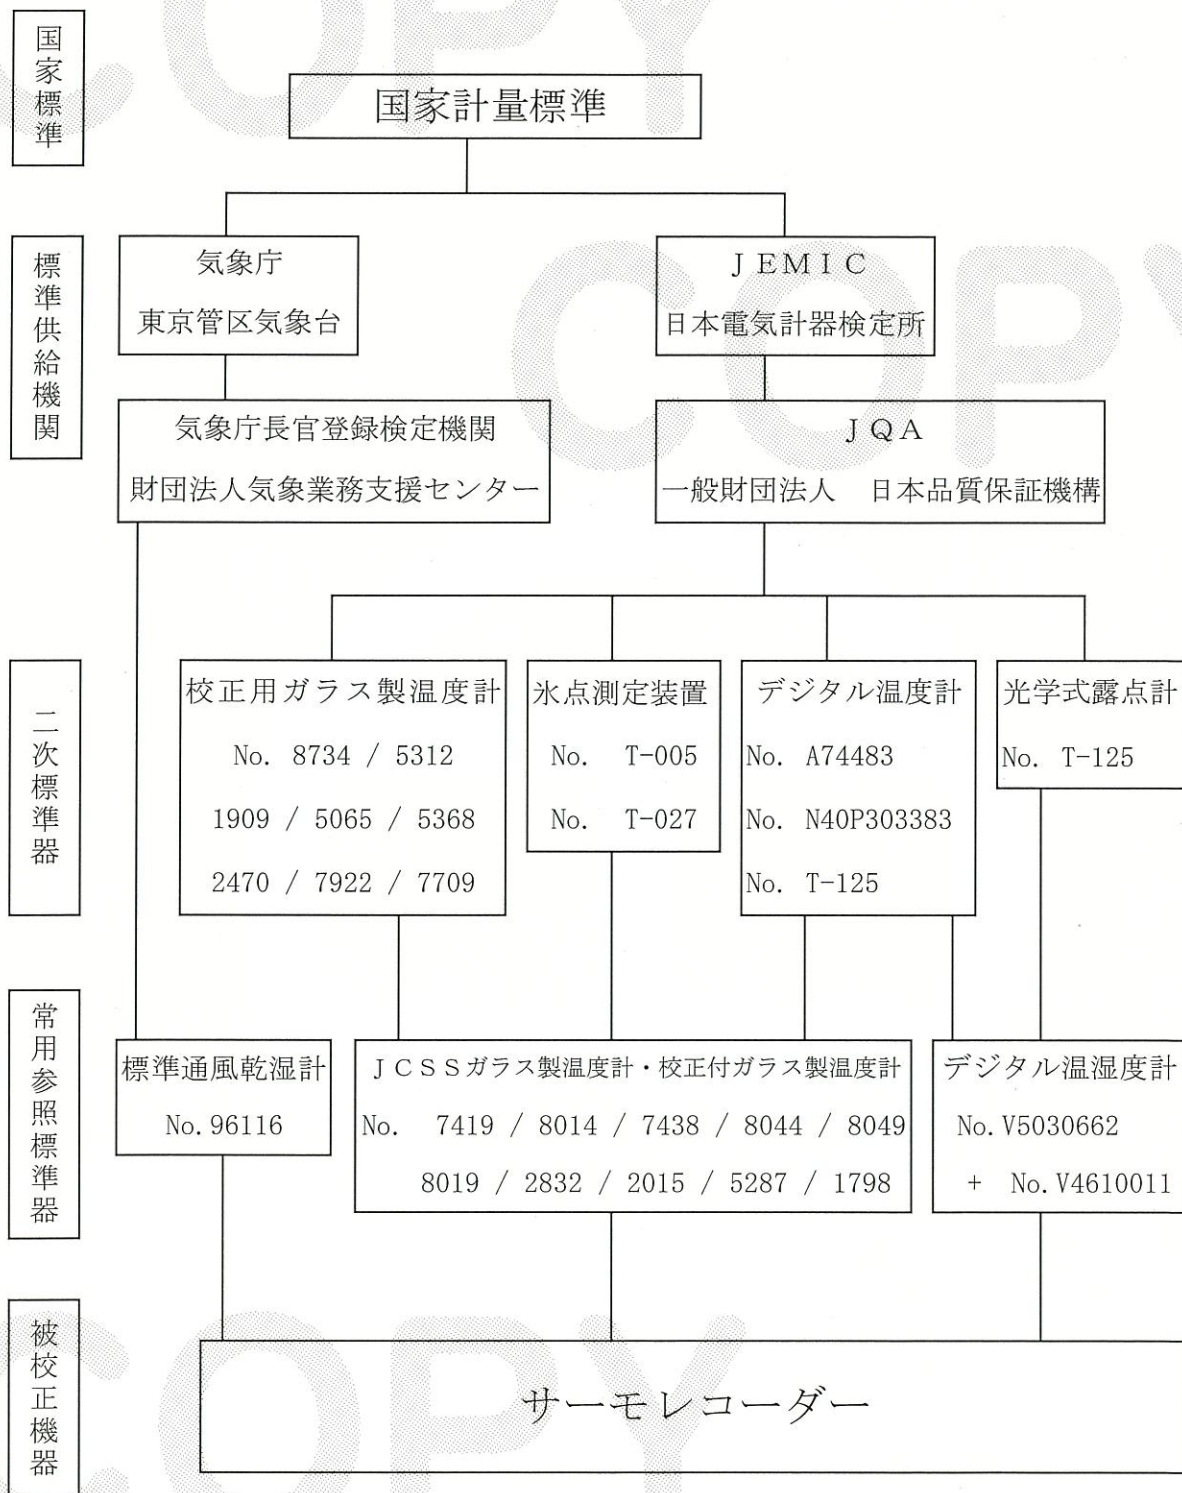 国家標準
国家計量標準
標準供給機関
気象庁
東京管区気象台
JEMIC
日本電気計器検定所
気象庁長官登録検定機関
財団法人気象業務支援センター
JQA
一般財団法人 日本品質保証機構
二次標準器
校正用ガラス製温度計
No. 8734 / 5312
1909 / 5065 / 5368
2470 / 7922 / 7709
氷点測定装置
No. T-005
No. T-027
デジタル温度計
No. A74483
No. N40P303383
No. T-125
光学式露点計
No. T-125
常用参照標準器
標準通風乾湿計
No.96116
JCSSガラス製温度計・校正付ガラス製温度計
No. 7419 / 8014 / 7438 / 8044 / 8049
8019 / 2832 / 2015 / 5287 / 1798
デジタル温湿度計
No.V5030662
+ No.V4610011
被校正機器
サーモレコーダー
COPY
COPY
COPY